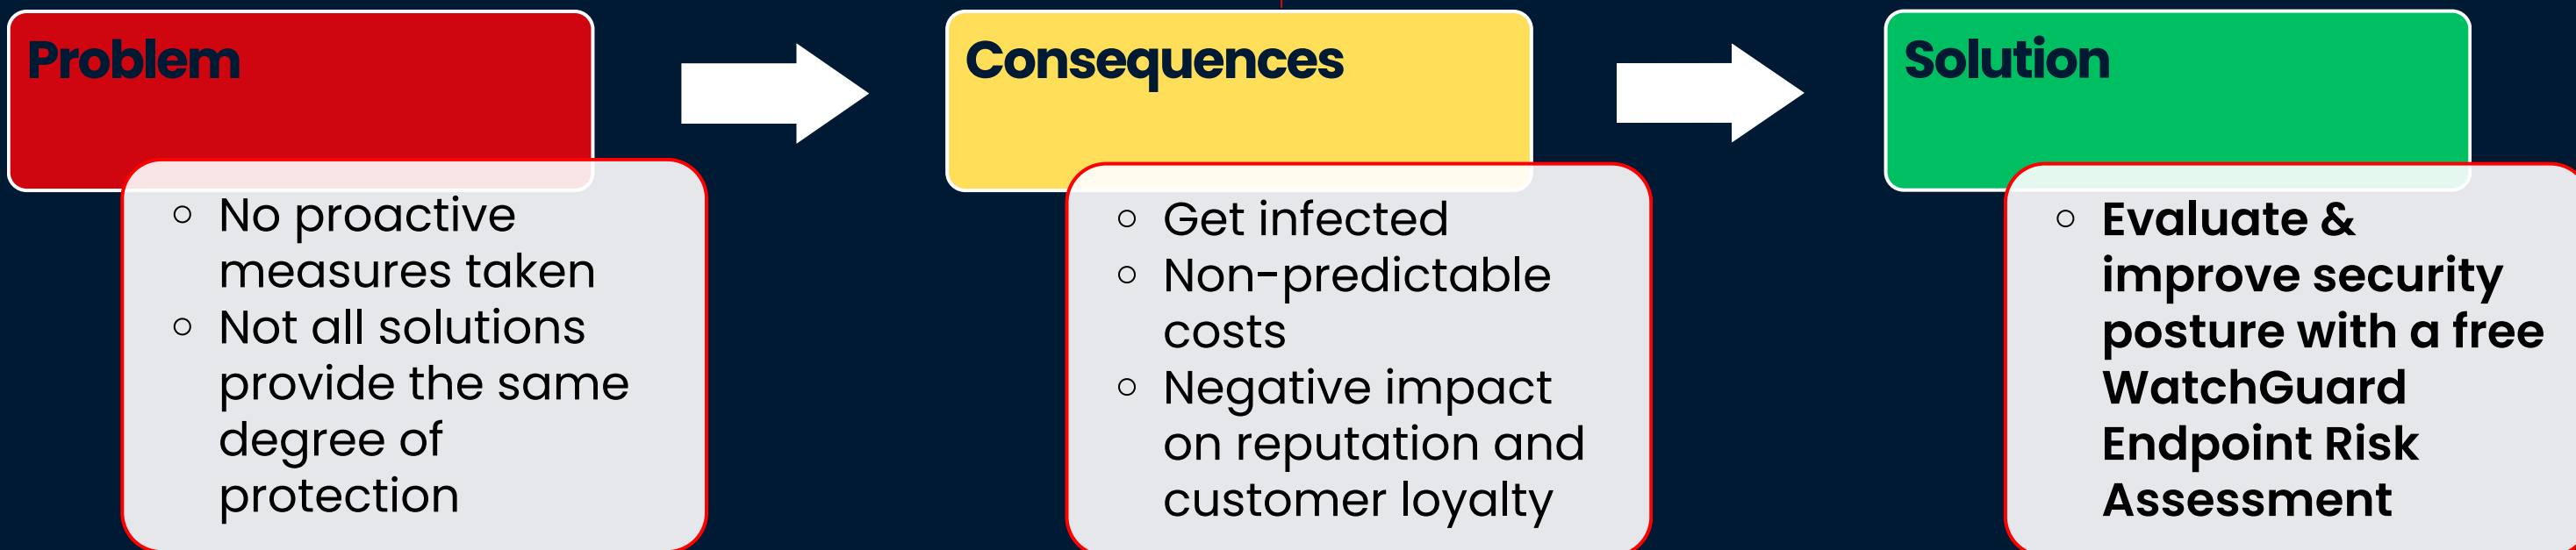 Problem
○ No proactive
measures taken
○ Not all solutions
provide the same
degree of
protection
Consequences
○ Get infected
○ Non-predictable
costs
○ Negative impact
on reputation and
customer loyalty
Solution
○ Evaluate &
improve security
posture with a free
WatchGuard
Endpoint Risk
Assessment